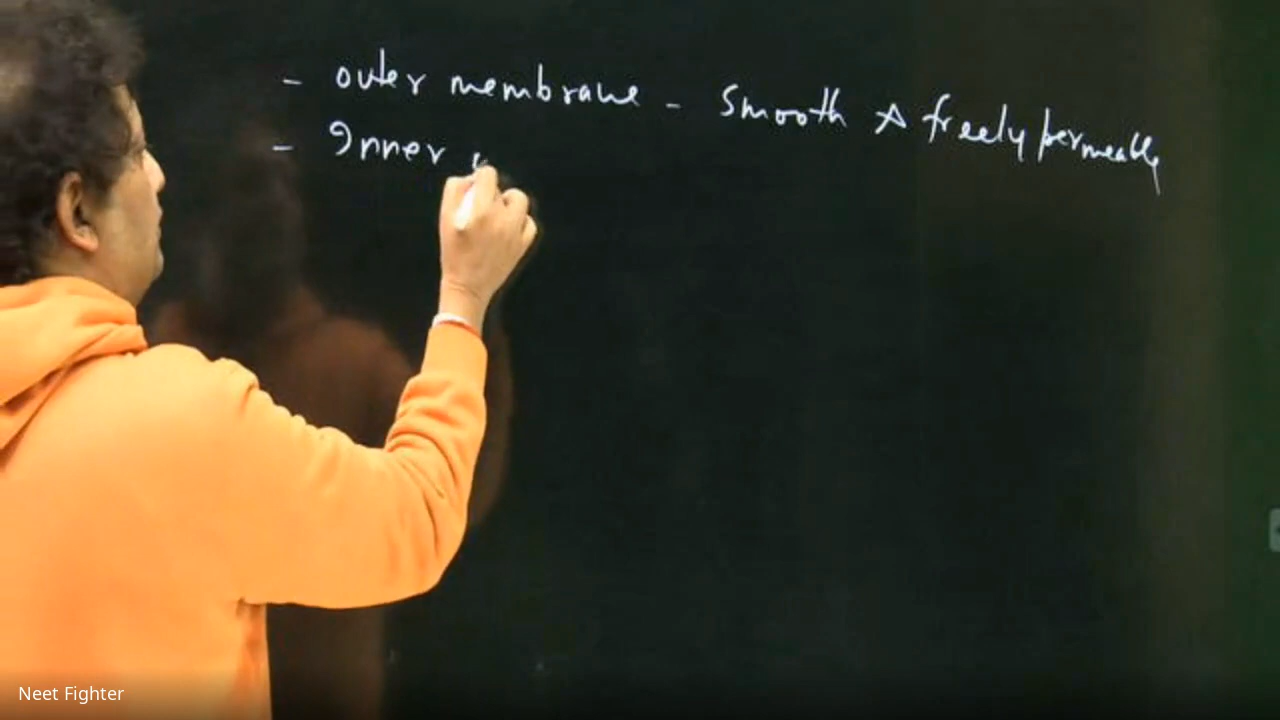 - outer membrane - Smooth & freely permeable
- Inner
Neet Fighter